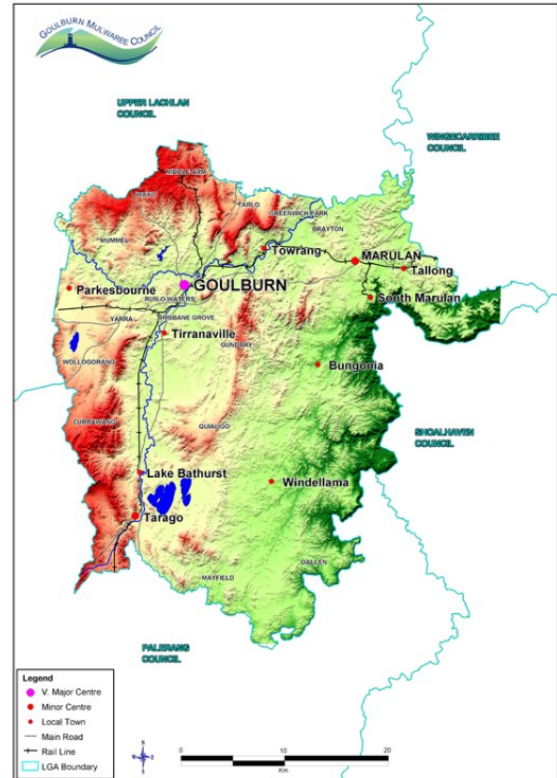 GOULBURN MULWAREE COUNCIL
UPPER LACHLAN
COUNCIL
WINGECARRIBEE
COUNCIL
MIDDLE ARM
WAYO
TARLO
GREENWICH PARK
BRAYTON
MUMMEL
Towrang
MARULAN
Tallong
Parkesbourne
GOULBURN
South Marulan
RUN-O-WATERS
YARRA
BRISBANE GROVE
Tirranaville
GUNDARY
WOLLOGORANG
Bungonia
CURRAWANG
QUIALIGO
SHOALHAVEN
COUNCIL
Lake Bathurst
Windellama
Tarago
OALLEN
MAYFIELD
PALERANG
COUNCIL
Legend
V. Major Centre
Minor Centre
Local Town
Main Road
Rail Line
LGA Boundary
N
W
E
S
0
10
20
Km